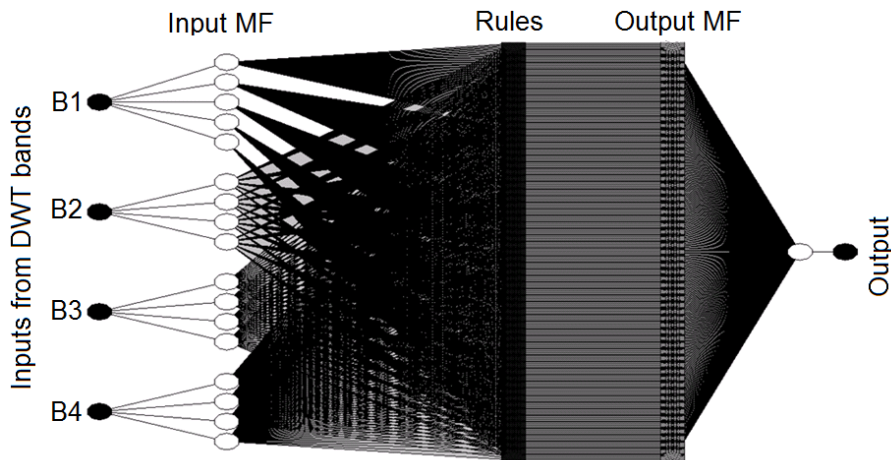 Input MF
Rules
Output MF
Inputs from DWT bands
B1
B2
B3
B4
Output